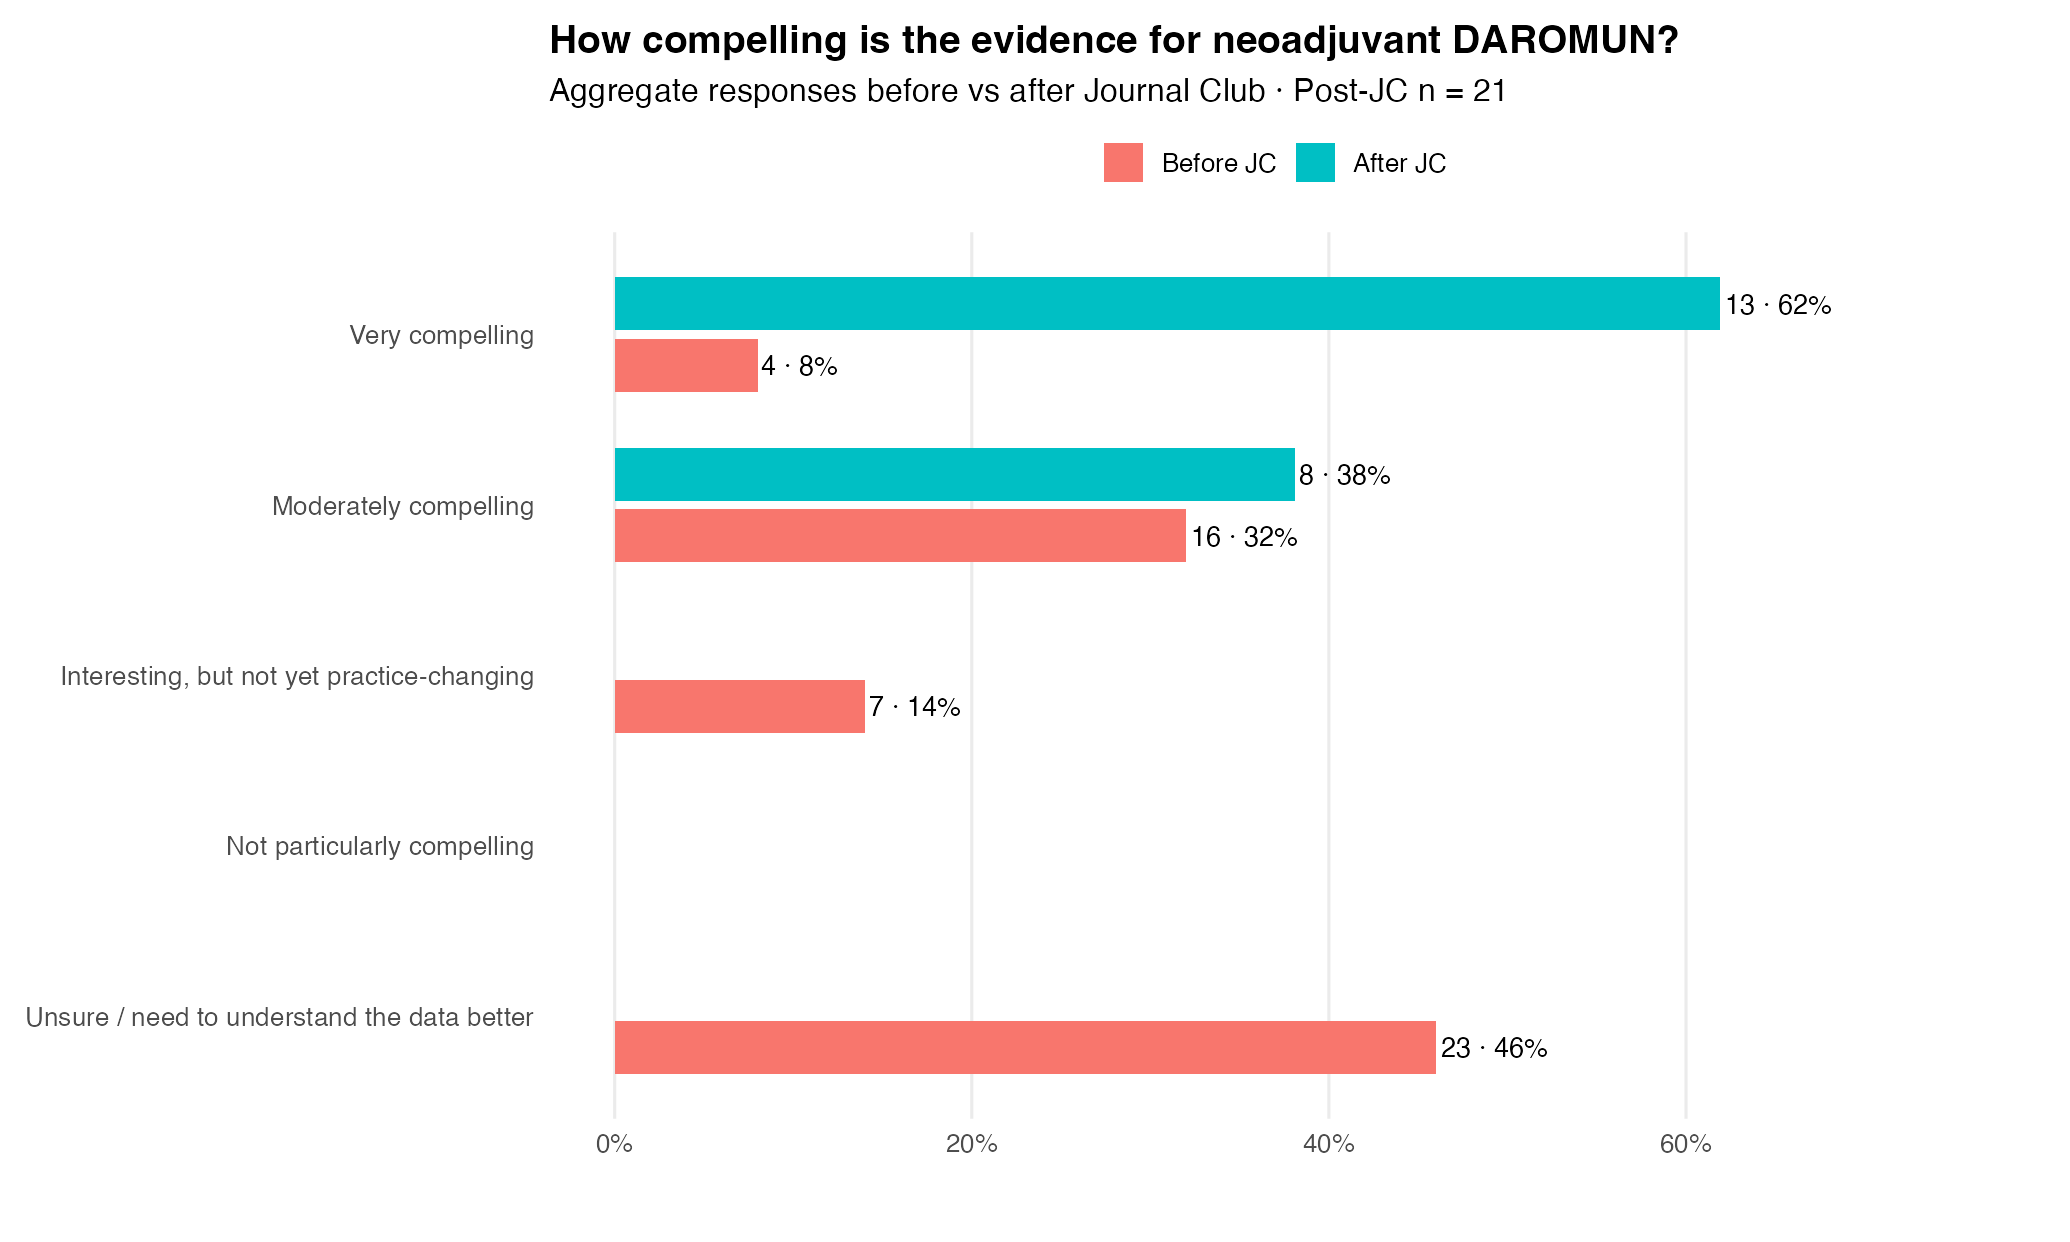 How compelling is the evidence for neoadjuvant DAROMUN?
Aggregate responses before vs after Journal Club · Post-JC n = 21
Before JC
After JC
Very compelling
13 · 62%
4 · 8%
Moderately compelling
8 · 38%
16 · 32%
Interesting, but not yet practice-changing
7 · 14%
Not particularly compelling
Unsure / need to understand the data better
23 · 46%
0%
20%
40%
60%